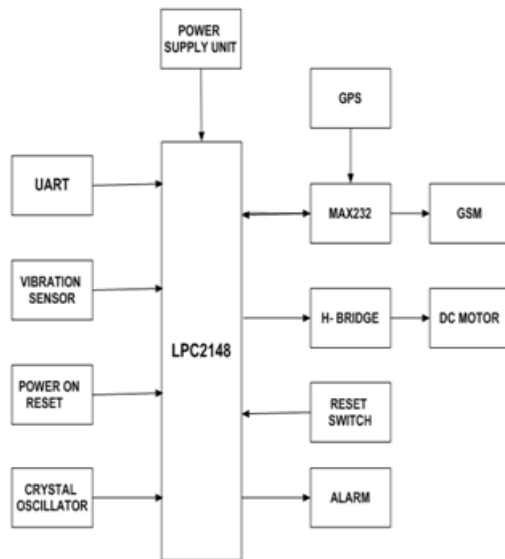 POWER
SUPPLY UNIT
GPS
UART
MAX232
GSM
VIBRATION
SENSOR
H- BRIDGE
DC MOTOR
LPC2148
POWER ON
RESET
RESET
SWITCH
CRYSTAL
OSCILLATOR
ALARM